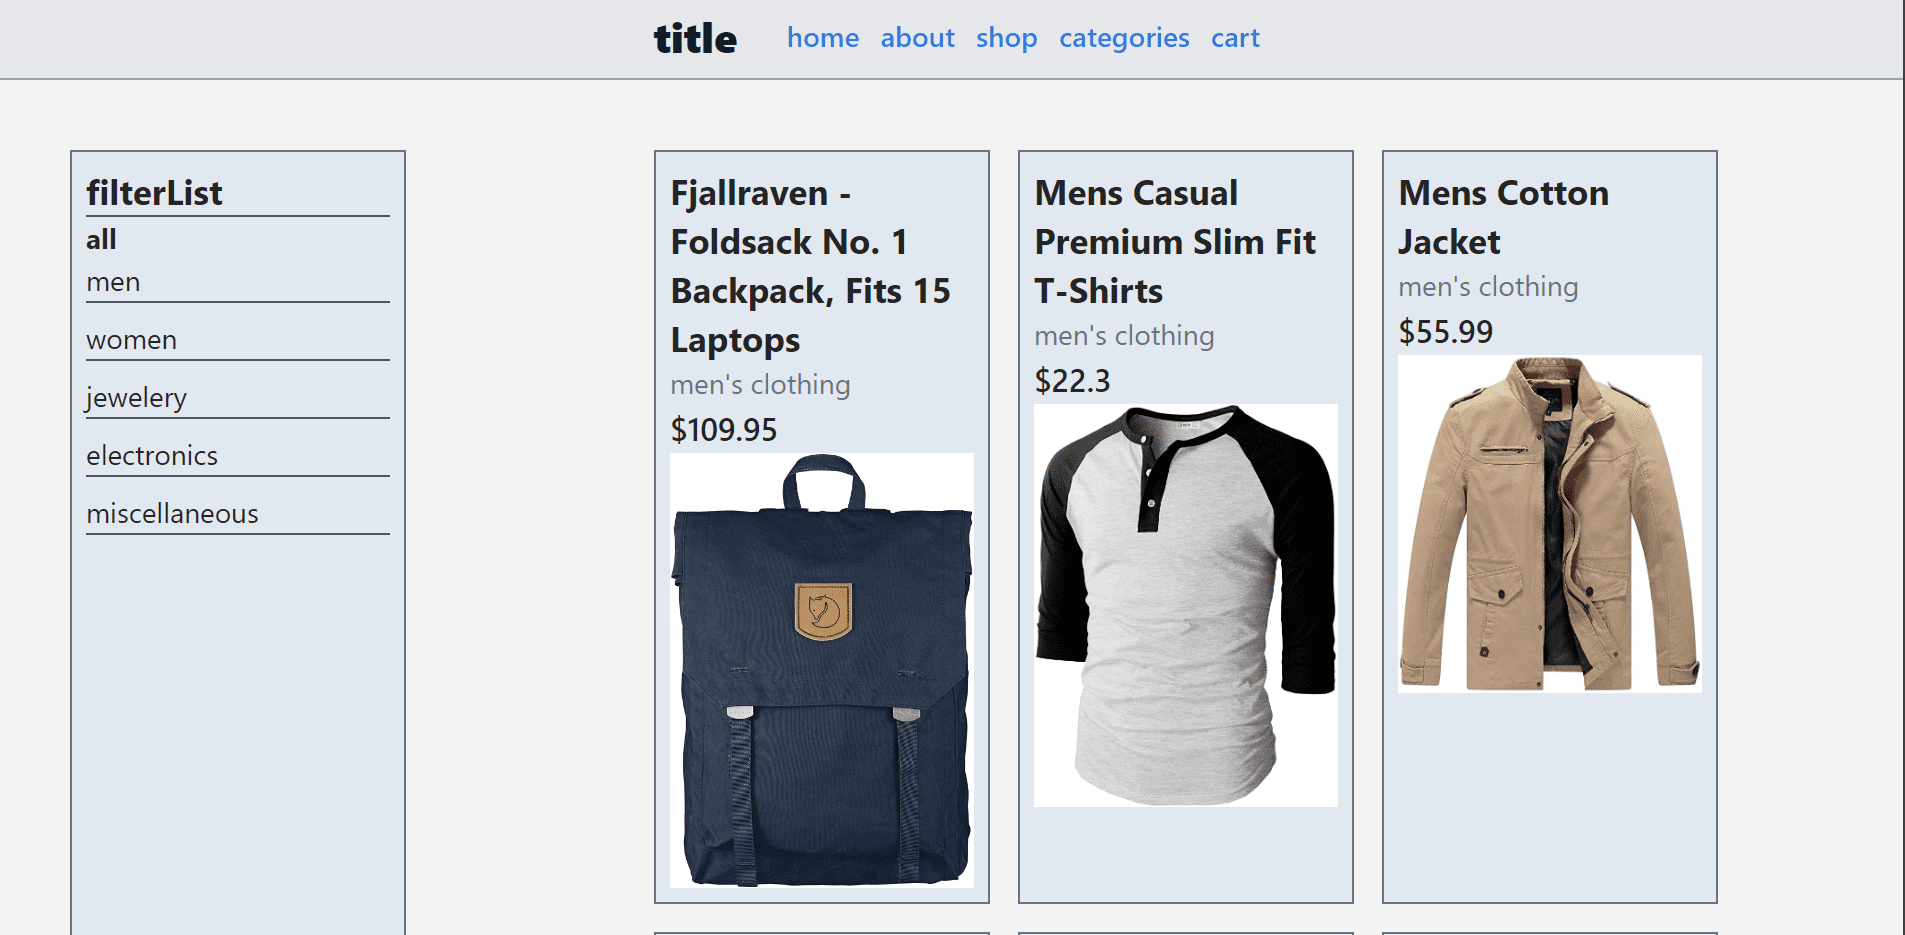 title home about shop categories cart
filterList
all
men
women
jewelery
electronics
miscellaneous
Fjallraven -
Foldsack No. 1
Backpack, Fits 15
Laptops
men's clothing
$109.95
Mens Casual
Premium Slim Fit
T-Shirts
men's clothing
$22.3
Mens Cotton
Jacket
men's clothing
$55.99